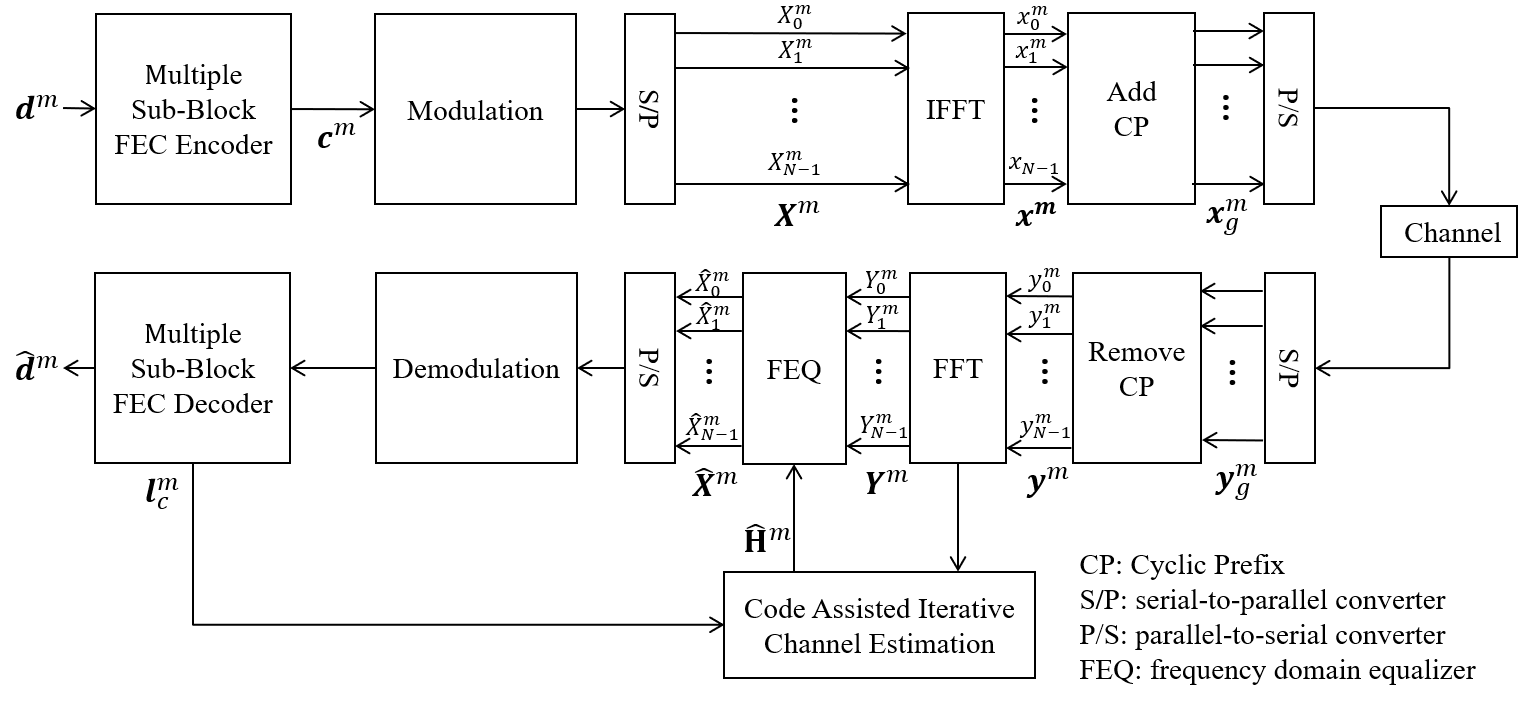 𝒅^m
Multiple
Sub-Block
FEC Encoder
𝒄^m
Modulation
S/P
X_0^m
X_1^m
⋮
X_{N−1}^m
𝑿^m
IFFT
x_0^m
x_1^m
⋮
x_{N−1}
𝒙^𝒎
Add
CP
⋮
𝒙_g^m
P/S
Channel
𝒅̂^m
Multiple
Sub-Block
FEC Decoder
𝒍_c^m
Demodulation
P/S
X̂_0^m
X̂_1^m
⋮
X̂_{N−1}^m
𝑿̂^m
FEQ
Y_0^m
Y_1^m
⋮
Y_{N−1}^m
𝒀^m
FFT
y_0^m
y_1^m
⋮
y_{N−1}^m
𝒚^m
Remove
CP
⋮
𝒚_g^m
S/P
𝐇̂^m
Code Assisted Iterative
Channel Estimation
CP: Cyclic Prefix
S/P: serial-to-parallel converter
P/S: parallel-to-serial converter
FEQ: frequency domain equalizer